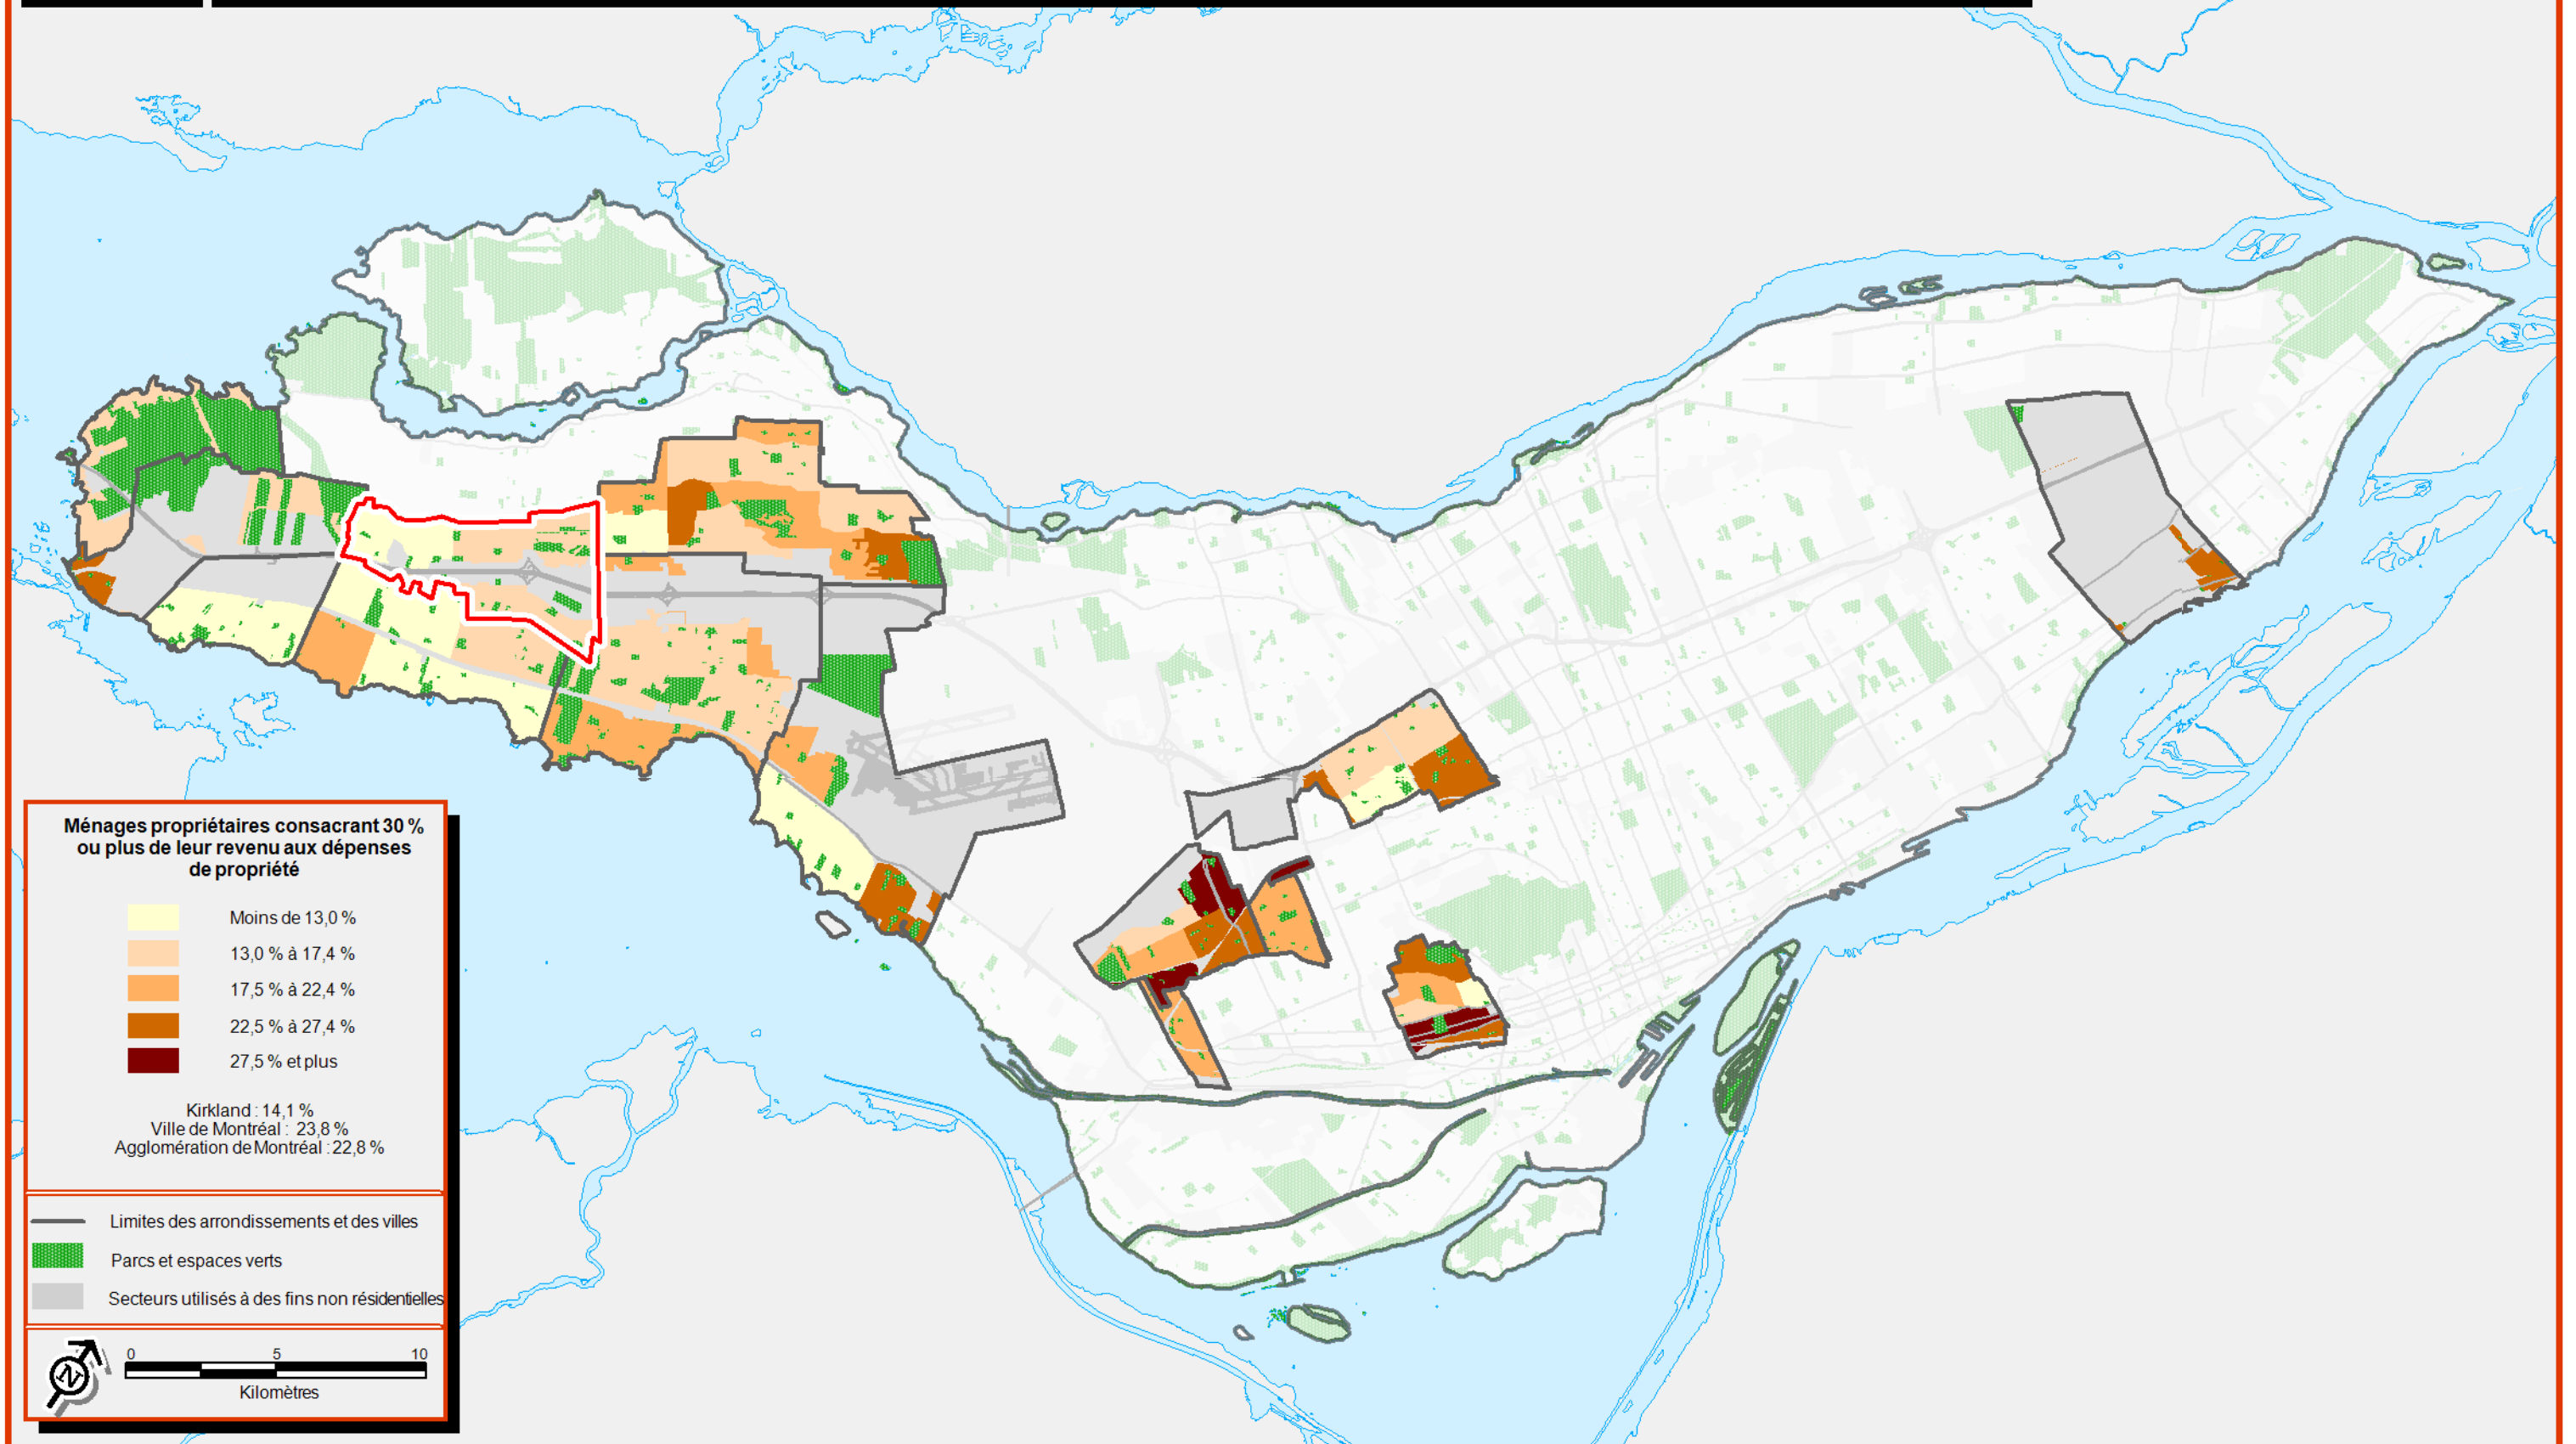 Ménages propriétaires consacrant 30 %
ou plus de leur revenu aux dépenses
de propriété
Moins de 13,0 %
13,0 % à 17,4 %
17,5 % à 22,4 %
22,5 % à 27,4 %
27,5 % et plus
Kirkland : 14,1 %
Ville de Montréal : 23,8 %
Agglomération de Montréal : 22,8 %
Limites des arrondissements et des villes
Parcs et espaces verts
Secteurs utilisés à des fins non résidentielles
N
0 5 10
Kilomètres